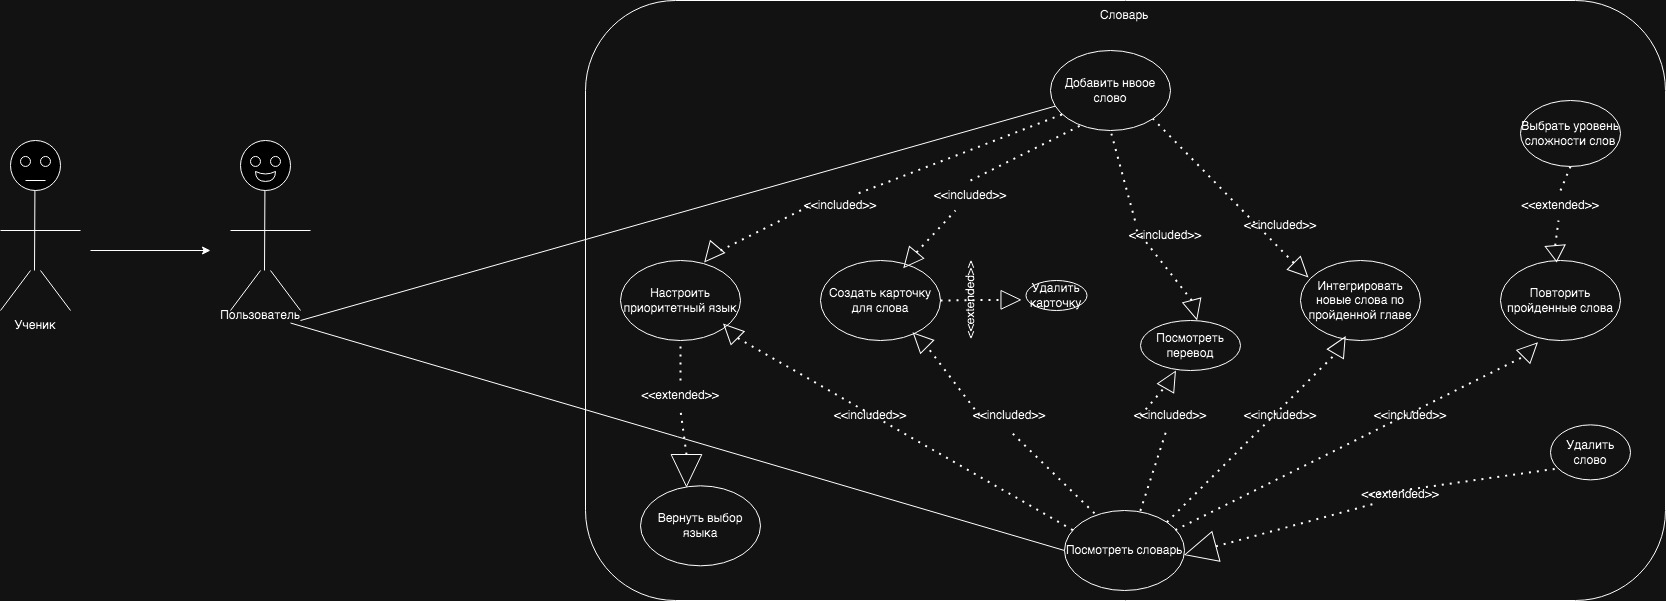 Словарь
Добавить нвоое
слово
Выбрать уровень
сложности слов
<<included>>
<<included>>
<<included>>
<<included>>
<<extended>>
Ученик
Пользователь
Настроить
приоритетный язык
Создать карточку
для слова
<<extended>>
Удалить
карточку
Посмотреть
перевод
Интегрировать
новые слова по
пройденной главе
Повторить
пройденные слова
<<extended>>
<<included>>
<<included>>
<<included>>
<<included>>
<<included>>
Удалить
слово
<<extended>>
Вернуть выбор
языка
Посмотреть словарь